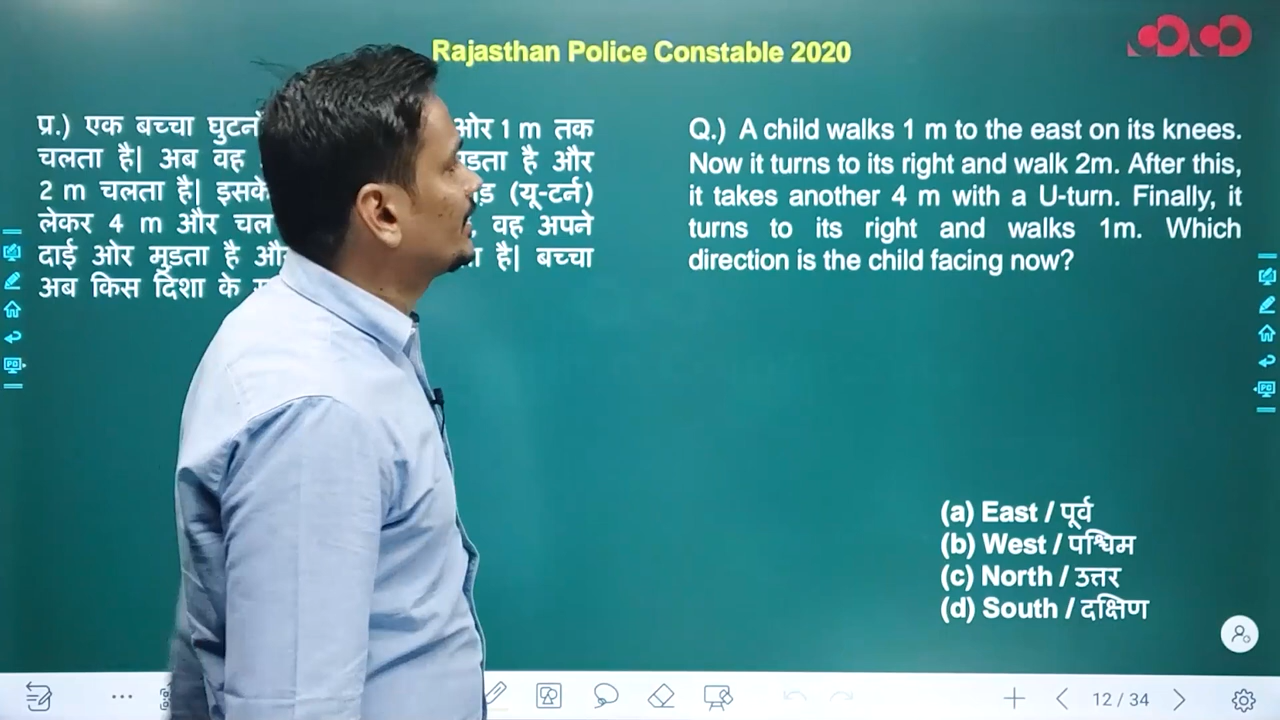 Rajasthan Police Constable 2020
प्र.) एक बच्चा ओर 1 m तक
चलता है| अब वह है और
2 m चलता है| (यू-टर्न)
लेकर 4 m और वह अपने
दाई ओर मुडता है है| बच्चा
अब किस दिशा के
Q.) A child walks 1 m to the east on its knees.
Now it turns to its right and walk 2m. After this,
it takes another 4 m with a U-turn. Finally, it
turns to its right and walks 1m. Which
direction is the child facing now?
(a) East / पूर्व
(b) West / पश्चिम
(c) North / उत्तर
(d) South / दक्षिण
12 / 34